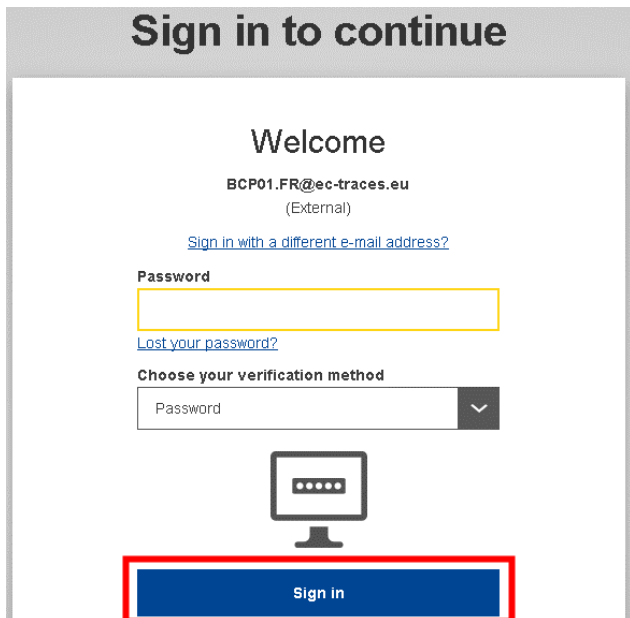 Sign in to continue
Welcome
BCP01.FR@ec-traces.eu
(External)
Sign in with a different e-mail address?
Password
Lost your password?
Choose your verification method
Password
Sign in